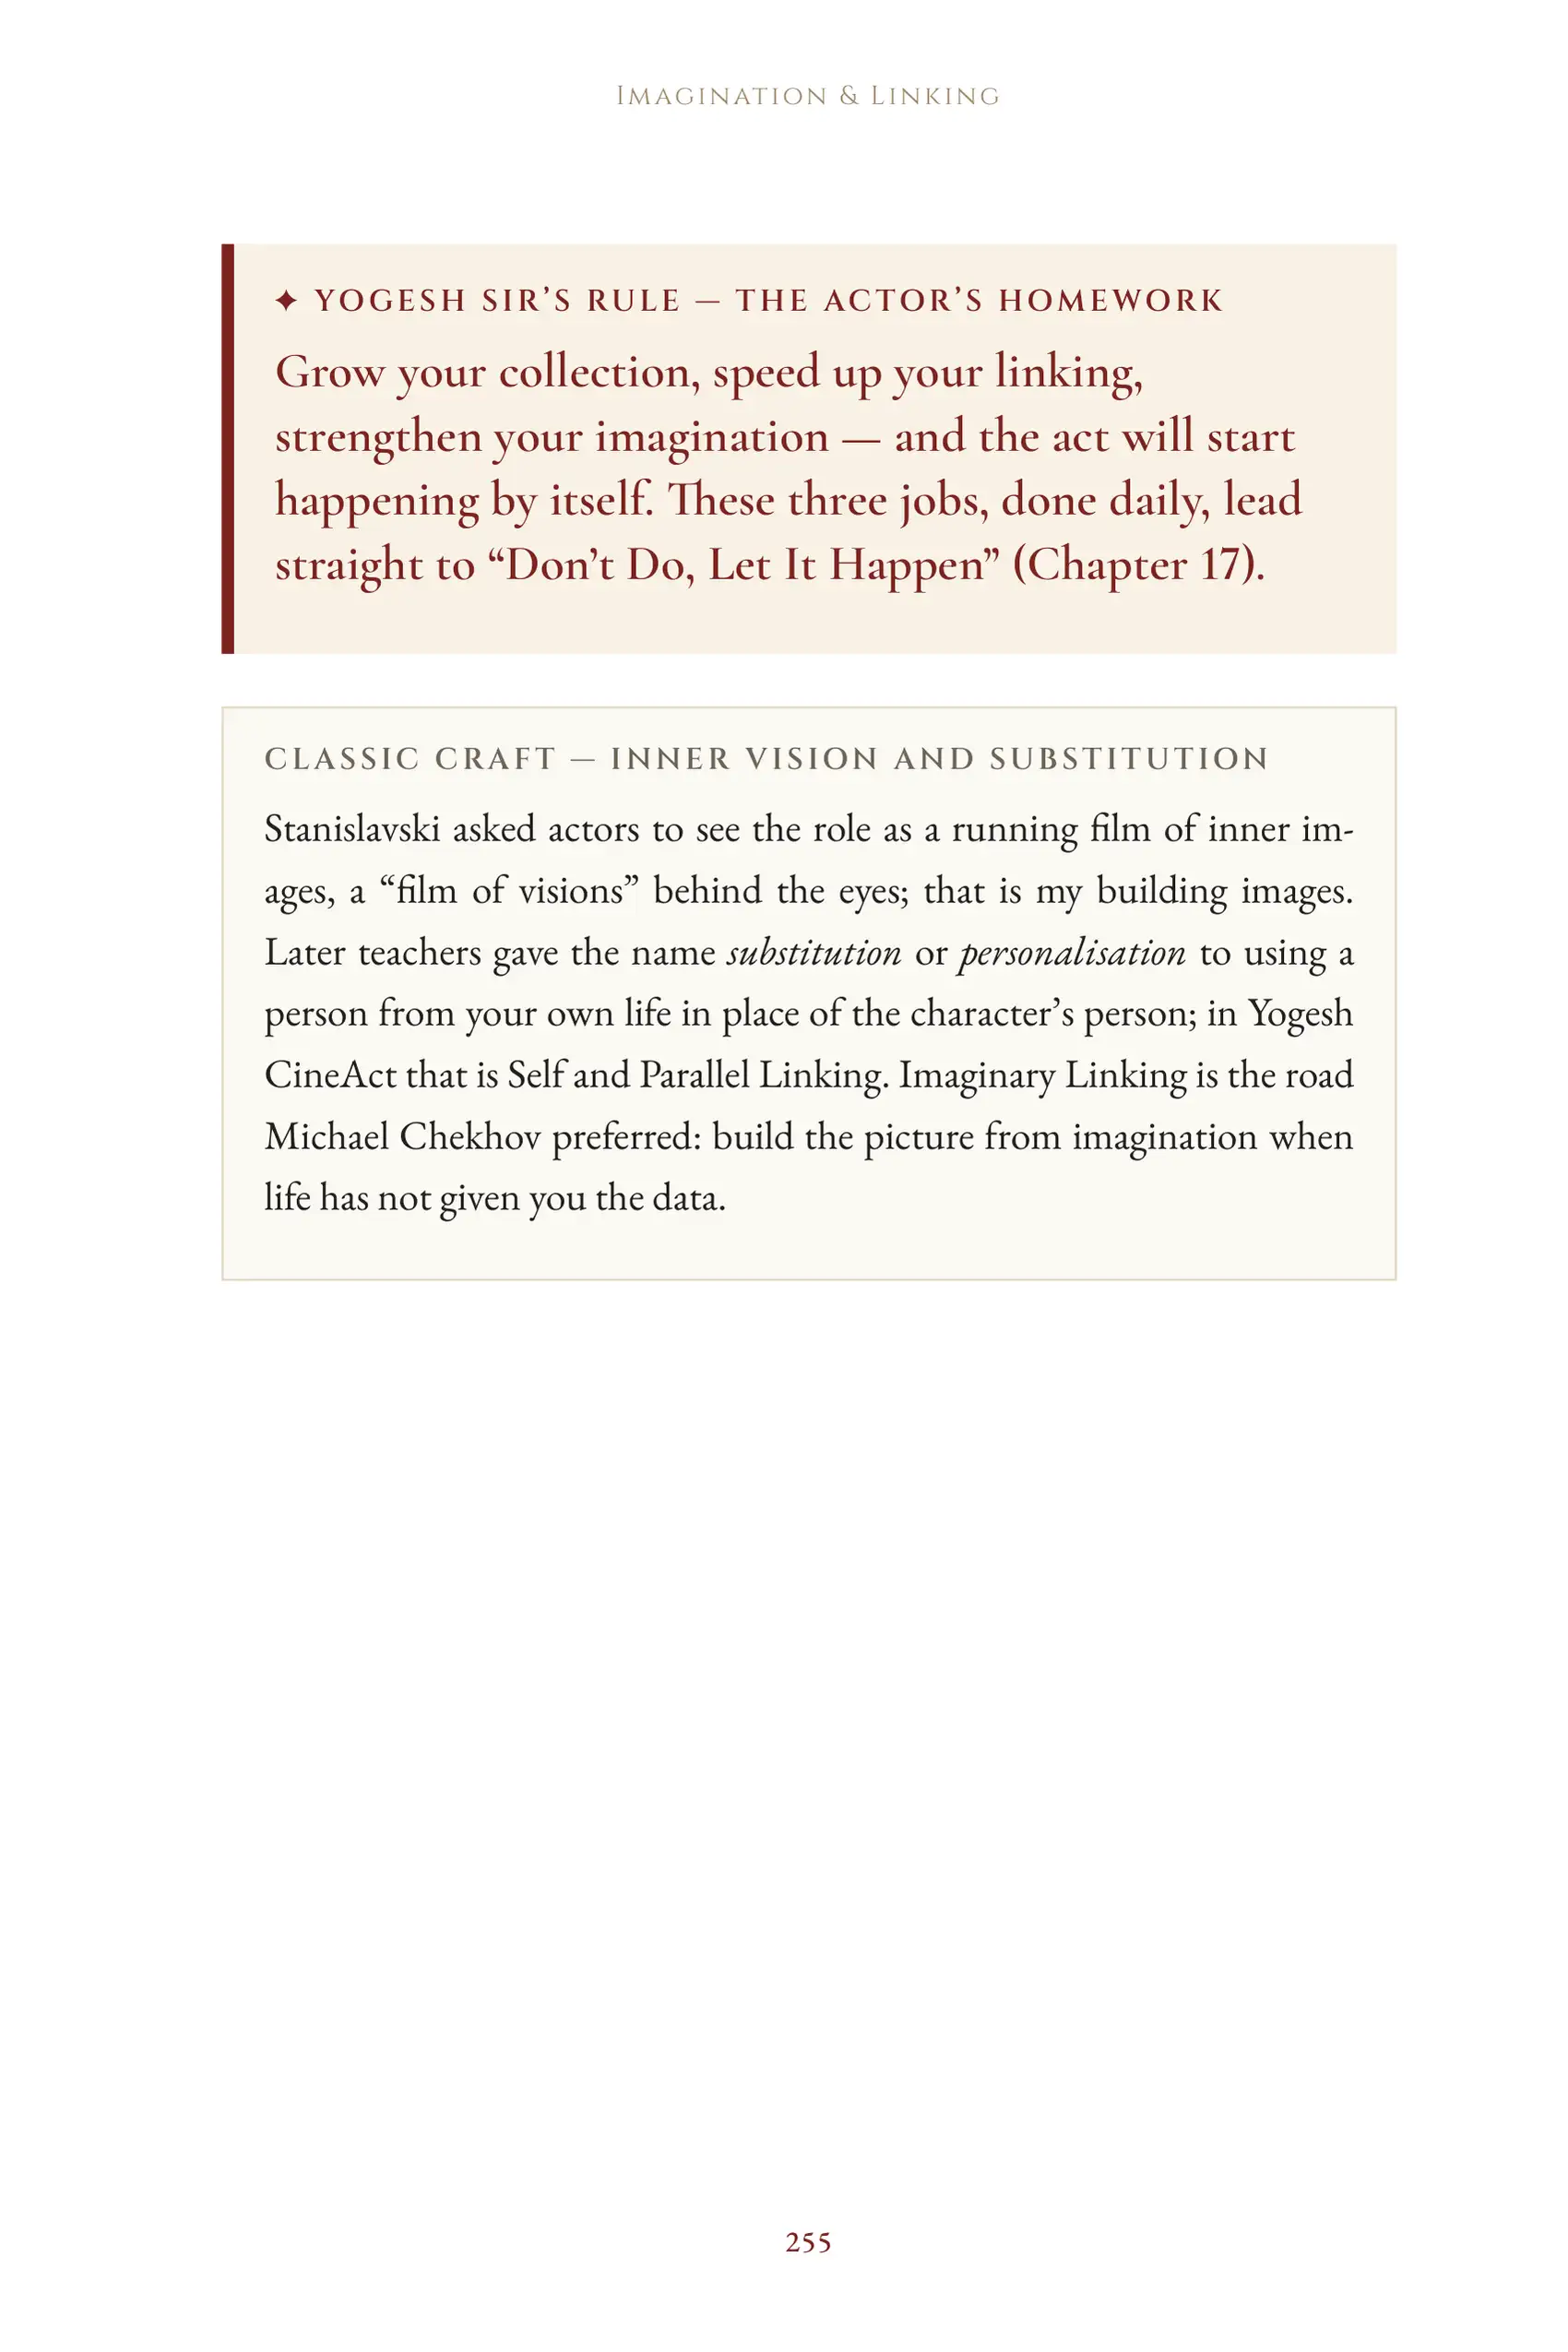 Imagination & Linking
✦ YOGESH SIR’S RULE — THE ACTOR’S HOMEWORK
Grow your collection, speed up your linking,
strengthen your imagination — and the act will start
happening by itself. These three jobs, done daily, lead
straight to “Don’t Do, Let It Happen” (Chapter 17).
CLASSIC CRAFT — INNER VISION AND SUBSTITUTION
Stanislavski asked actors to see the role as a running film of inner im-
ages, a “film of visions” behind the eyes; that is my building images.
Later teachers gave the name substitution or personalisation to using a
person from your own life in place of the character’s person; in Yogesh
CineAct that is Self and Parallel Linking. Imaginary Linking is the road
Michael Chekhov preferred: build the picture from imagination when
life has not given you the data.
255